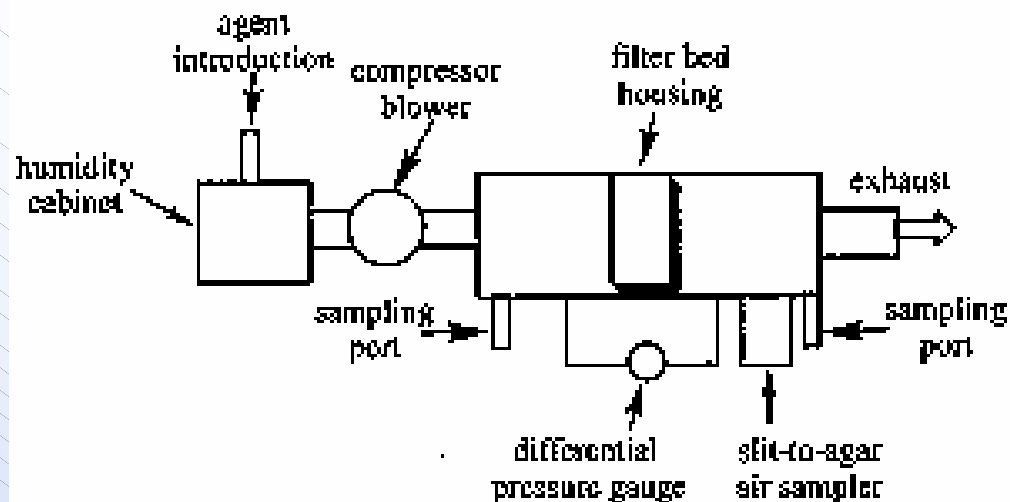 agent
introduction
compressor
blower
filter bed
housing
humidity
cabinet
exhaust
sampling
port
sampling
port
differential
pressure gauge
slit-to-agar
air sampler